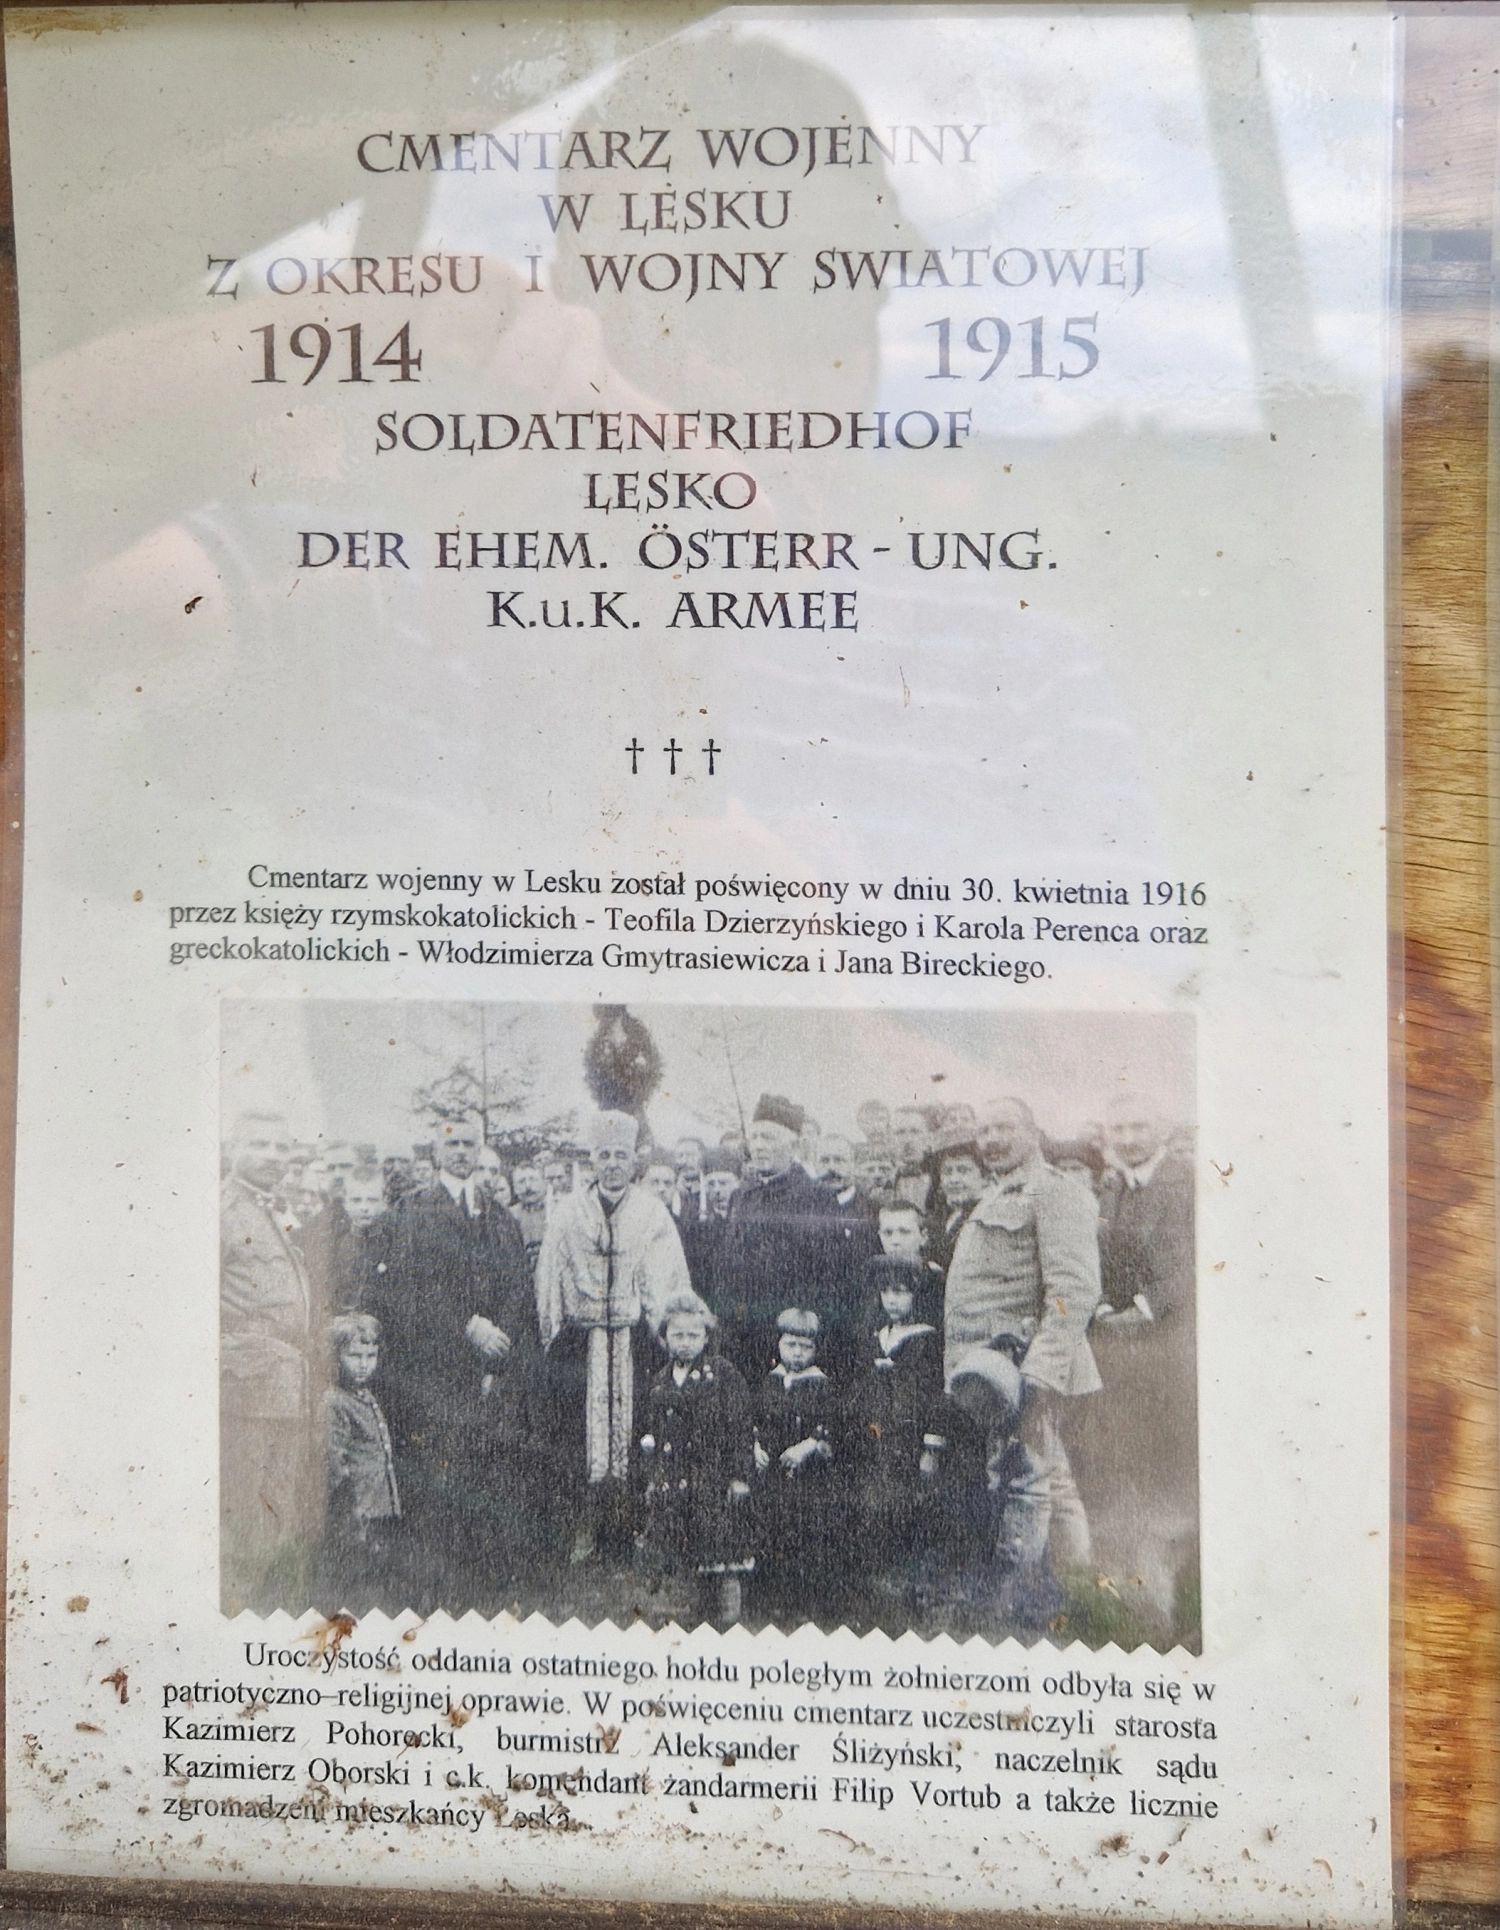 CMENTARZ WOJENNY
W LESKU
Z OKRESU I WOJNY SWIATOWEJ
1914 1915
SOLDATENFRIEDHOF
LESKO
DER EHEM. ÖSTERR - UNG.
K.u.K. ARMEE
† † †
Cmentarz wojenny w Lesku został poświęcony w dniu 30. kwietnia 1916
przez księży rzymskokatolickich - Teofila Dzierzyńskiego i Karola Perenca oraz
greckokatolickich - Włodzimierza Gmytrasiewicza i Jana Bireckiego.
Uroczystość oddania ostatniego hołdu poległym żołnierzom odbyła się w
patriotyczno–religijnej oprawie. W poświęceniu cmentarz uczestniczyli starosta
Kazimierz Pohorecki, burmistrz Aleksander Śliżyński, naczelnik sądu
Kazimierz Oborski i c.k. komendant żandarmerii Filip Vortub a także licznie
zgromadzeni mieszkańcy Leska.